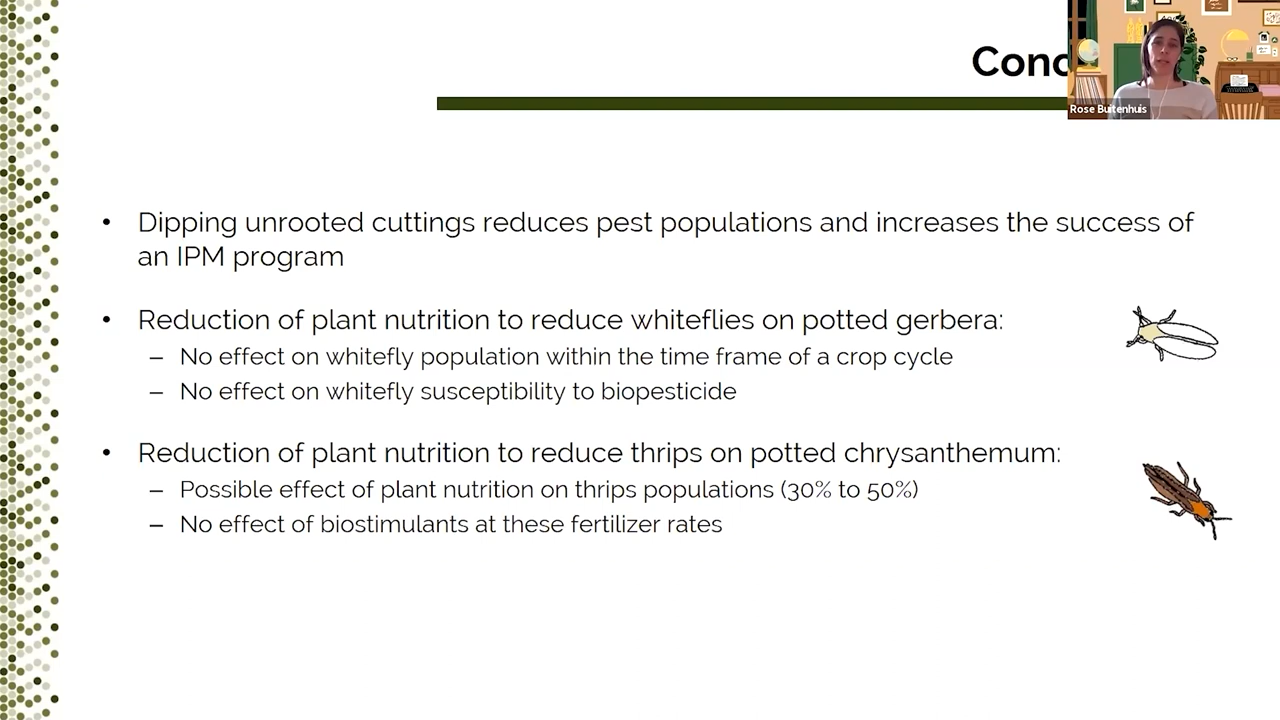 Conc
Rose Buitenhuis
• Dipping unrooted cuttings reduces pest populations and increases the success of
an IPM program
• Reduction of plant nutrition to reduce whiteflies on potted gerbera:
– No effect on whitefly population within the time frame of a crop cycle
– No effect on whitefly susceptibility to biopesticide
• Reduction of plant nutrition to reduce thrips on potted chrysanthemum:
– Possible effect of plant nutrition on thrips populations (30% to 50%)
– No effect of biostimulants at these fertilizer rates